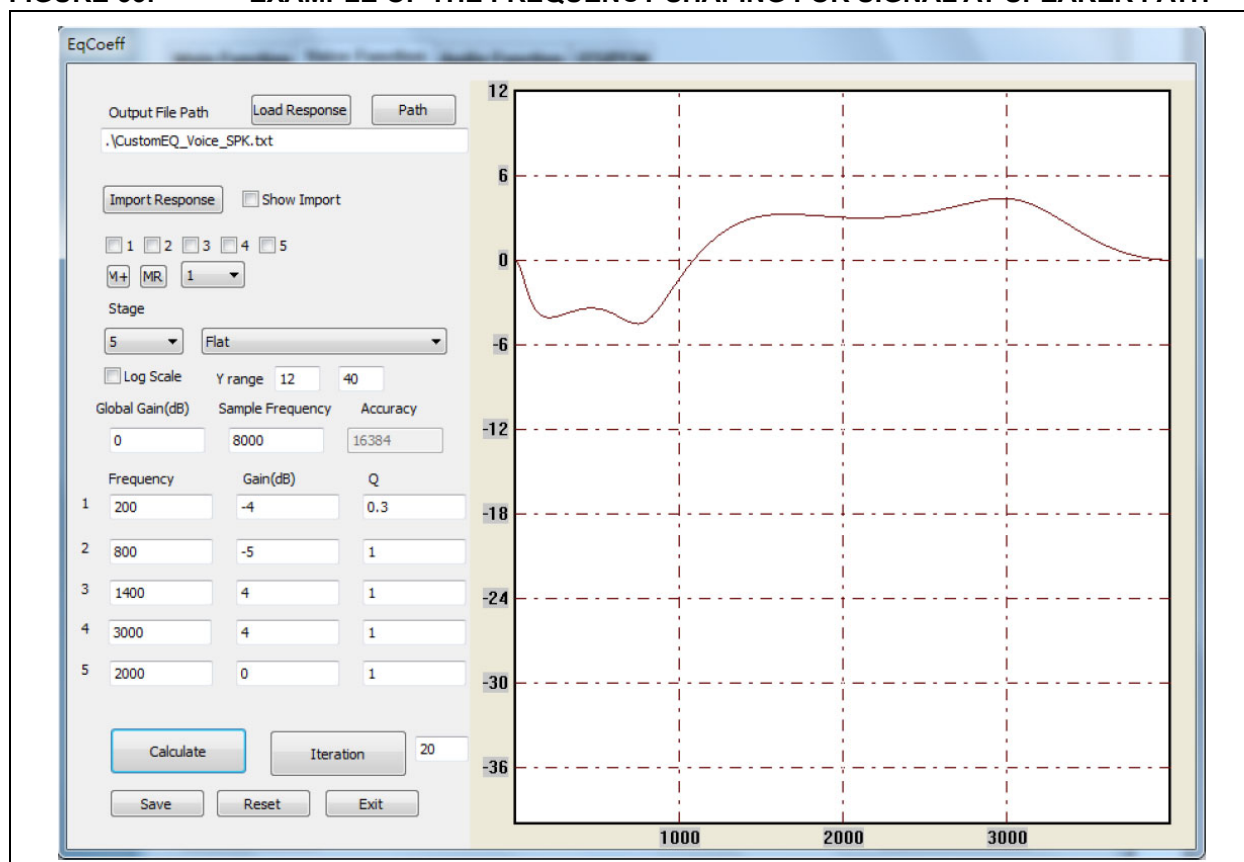 EqCoeff
Output File Path Load Response Path
.\CustomEQ_Voice_SPK.txt
Import Response Show Import
1 2 3 4 5
M+ MR 1
Stage
5 Flat
Log Scale Y range 12 40
Global Gain(dB) Sample Frequency Accuracy
0 8000 16384
Frequency Gain(dB) Q
1 200 -4 0.3
2 800 -5 1
3 1400 4 1
4 3000 4 1
5 2000 0 1
Calculate Iteration 20
Save Reset Exit
12
6
0
-6
-12
-18
-24
-30
-36
1000 2000 3000